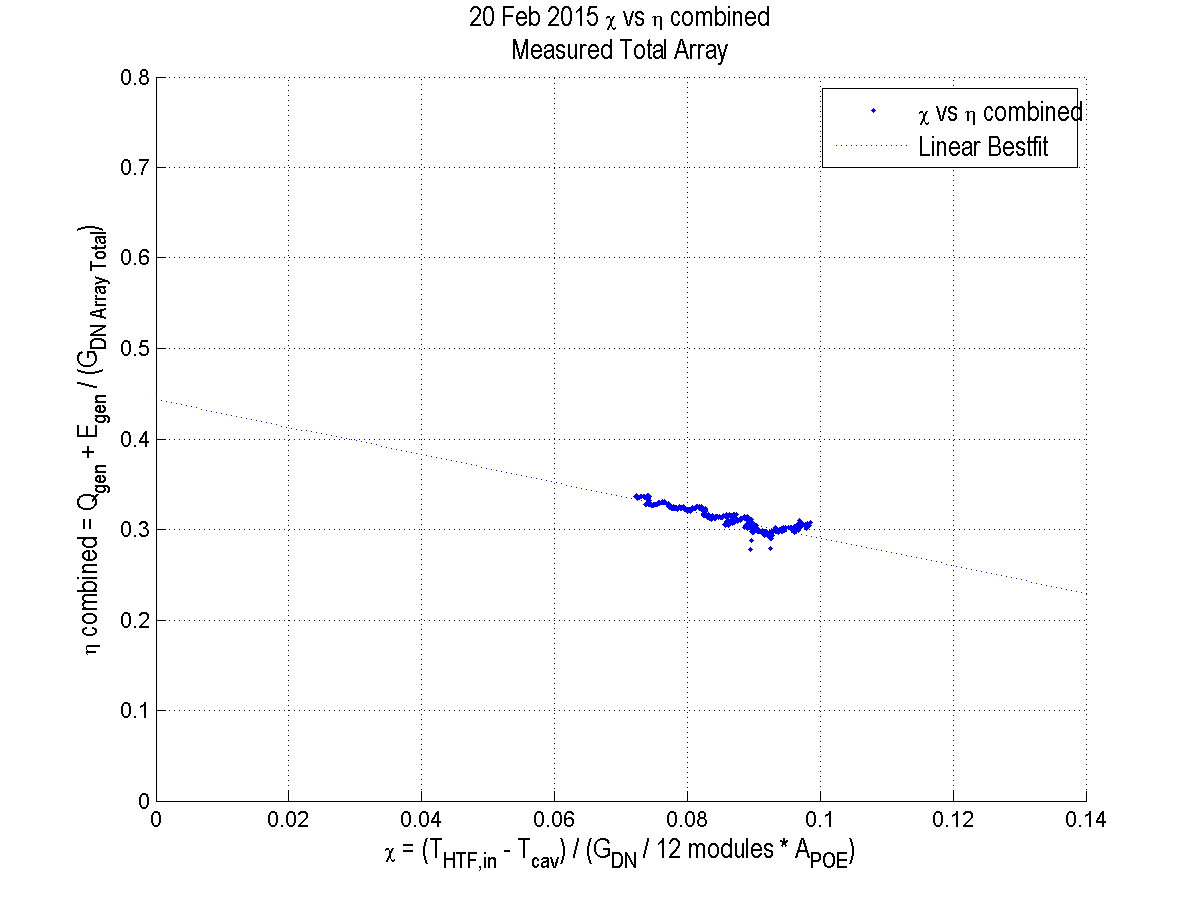 20 Feb 2015 χ vs η combined
Measured Total Array
χ vs η combined
Linear Bestfit
η combined = Qgen + Egen / (GDN Array Total)
0.8
0.7
0.6
0.5
0.4
0.3
0.2
0.1
0
0 0.02 0.04 0.06 0.08 0.1 0.12 0.14
χ = (THTF,in - Tcav) / (GDN / 12 modules * APOE)